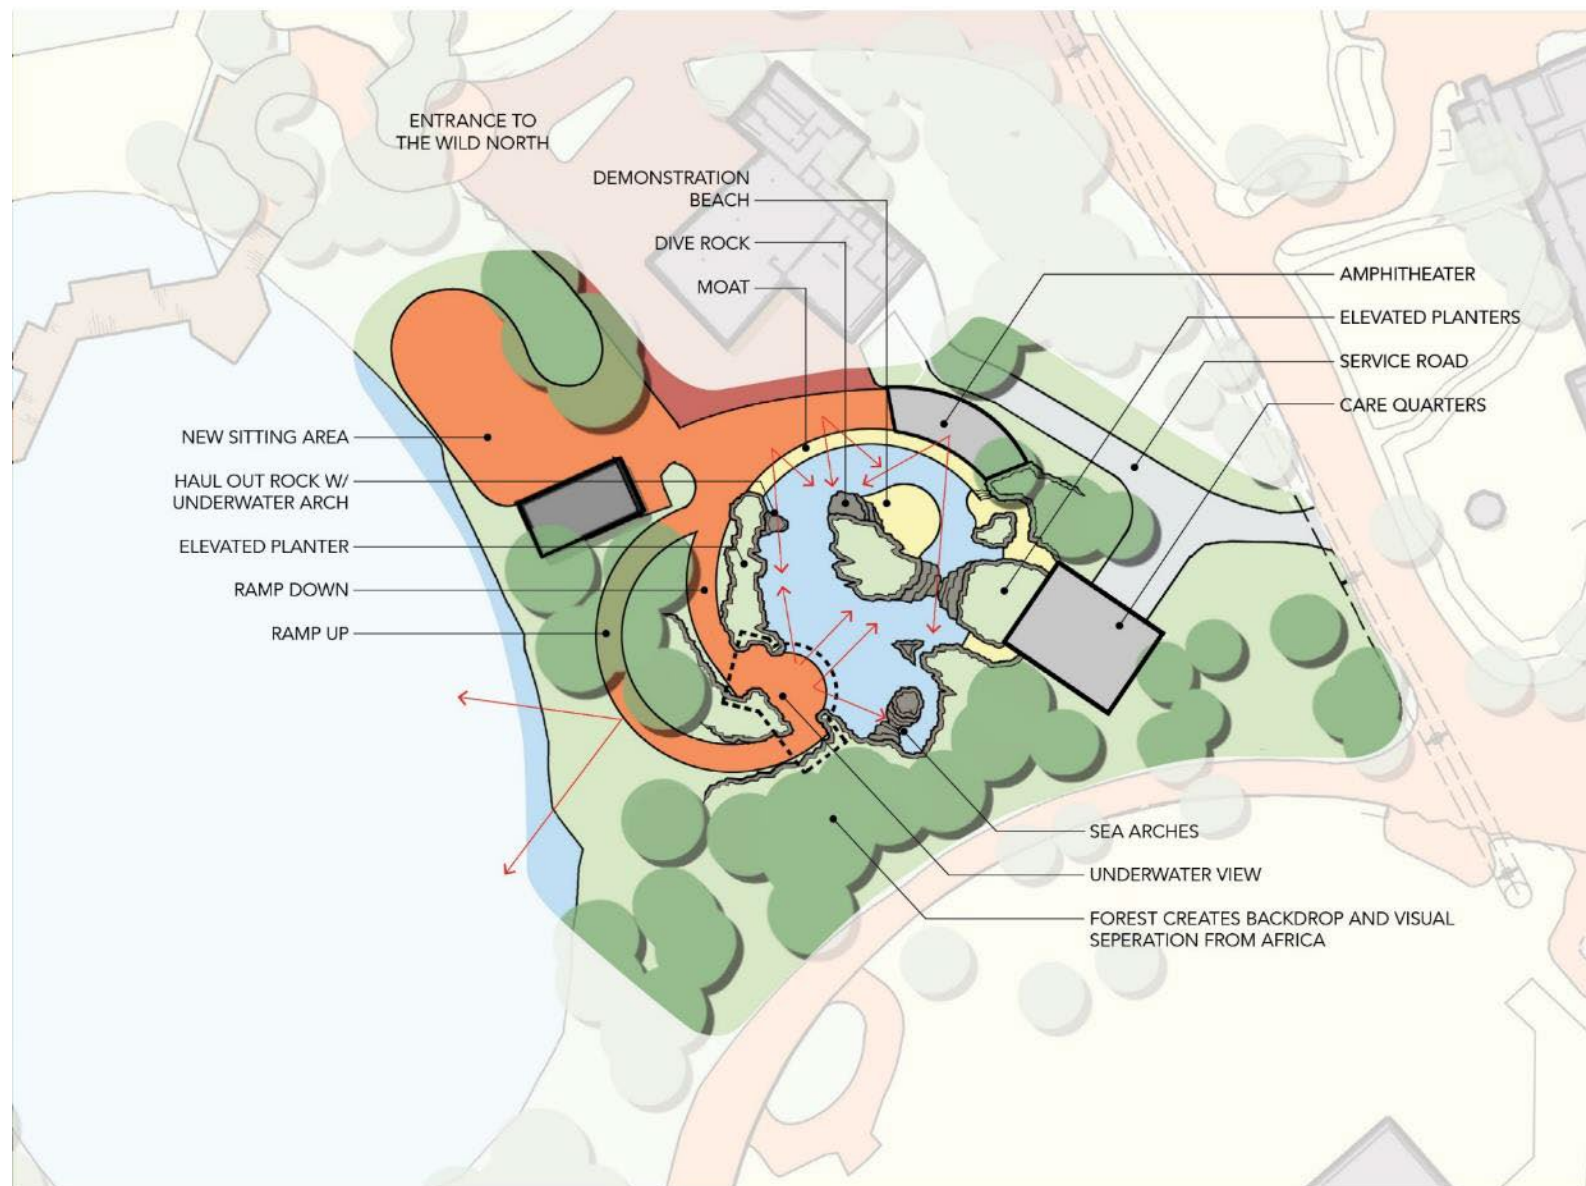 ENTRANCE TO
THE WILD NORTH
DEMONSTRATION
BEACH
DIVE ROCK
MOAT
AMPHITHEATER
ELEVATED PLANTERS
SERVICE ROAD
CARE QUARTERS
NEW SITTING AREA
HAUL OUT ROCK W/
UNDERWATER ARCH
ELEVATED PLANTER
RAMP DOWN
RAMP UP
SEA ARCHES
UNDERWATER VIEW
FOREST CREATES BACKDROP AND VISUAL
SEPERATION FROM AFRICA